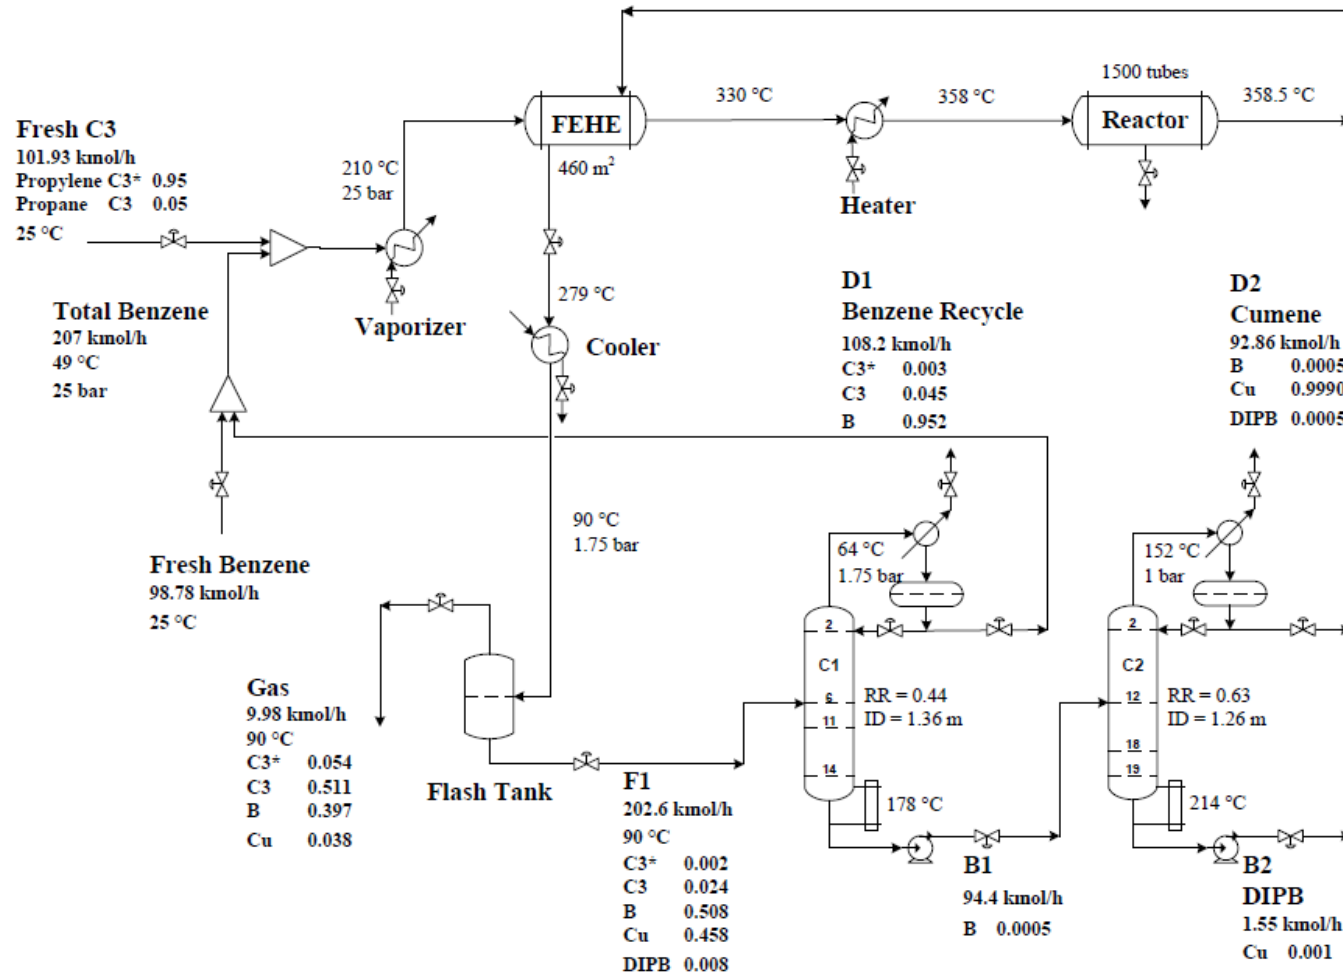 1500 tubes
330 °C
358 °C
358.5 °C
FEHE
Reactor
Fresh C3
101.93 kmol/h
Propylene C3* 0.95
Propane C3 0.05
25 °C
210 °C
25 bar
460 m²
Heater
Total Benzene
207 kmol/h
49 °C
25 bar
Vaporizer
279 °C
Cooler
D1
Benzene Recycle
108.2 kmol/h
C3* 0.003
C3 0.045
B 0.952
D2
Cumene
92.86 kmol/h
B 0.0005
Cu 0.9990
DIPB 0.0005
Fresh Benzene
98.78 kmol/h
25 °C
90 °C
1.75 bar
64 °C
1.75 bar
152 °C
1 bar
2
C1
6
11
14
RR = 0.44
ID = 1.36 m
178 °C
2
C2
12
18
19
RR = 0.63
ID = 1.26 m
214 °C
Gas
9.98 kmol/h
90 °C
C3* 0.054
C3 0.511
B 0.397
Cu 0.038
Flash Tank
F1
202.6 kmol/h
90 °C
C3* 0.002
C3 0.024
B 0.508
Cu 0.458
DIPB 0.008
B1
94.4 kmol/h
B 0.0005
B2
DIPB
1.55 kmol/h
Cu 0.001